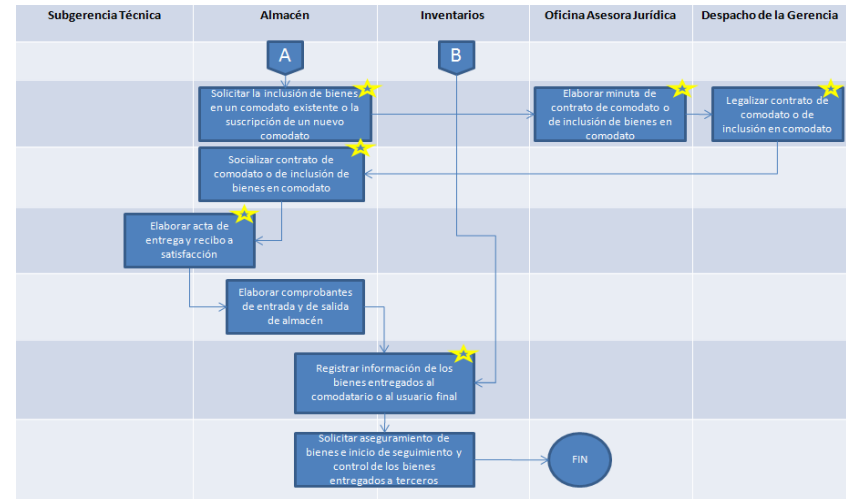 Subgerencia Técnica
Almacén
Inventarios
Oficina Asesora Jurídica
Despacho de la Gerencia
A
B
Solicitar la inclusión de bienes
en un comodato existente o la
suscripción de un nuevo
comodato
Elaborar minuta de
contrato de comodato o
de inclusión de bienes en
comodato
Legalizar contrato de
comodato o de
inclusión en comodato
Socializar contrato de
comodato o de inclusión de
bienes en comodato
Elaborar acta de
entrega y recibo a
satisfacción
Elaborar comprobantes
de entrada y de salida
de almacén
Registrar información de los
bienes entregados al
comodatario o al usuario final
Solicitar aseguramiento de
bienes e inicio de seguimiento y
control de los bienes
entregados a terceros
FIN